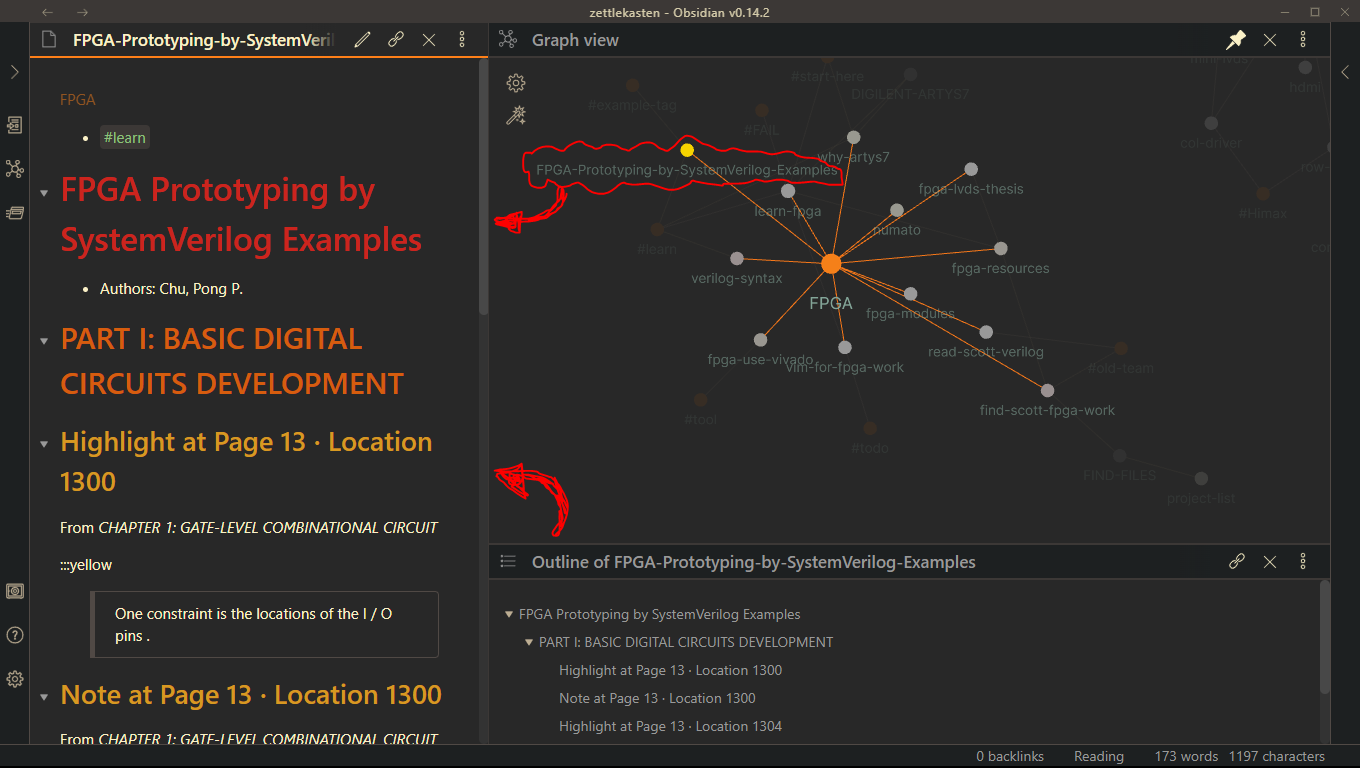 zettlekasten - Obsidian v0.14.2
FPGA-Prototyping-by-SystemVeril
FPGA
#learn
FPGA Prototyping by
SystemVerilog Examples
Authors: Chu, Pong P.
PART I: BASIC DIGITAL
CIRCUITS DEVELOPMENT
Highlight at Page 13 · Location
1300
From CHAPTER 1: GATE-LEVEL COMBINATIONAL CIRCUIT
:::yellow
One constraint is the locations of the I / O
pins .
Note at Page 13 · Location 1300
From CHAPTER 1: GATE-LEVEL COMBINATIONAL CIRCUIT
Graph view
mini-lvds
#start-here
DIGILENT-ARTYS7
hdmi
#example-tag
#FAIL
why-artys7
oct-driver
FPGA-Prototyping-by-SystemVerilog-Examples
row-
fpga-lvds-thesis
learn-fpga
#Himax
numato
#learn
verilog-syntax
fpga-resources
FPGA
fpga-modules
read-scott-verilog
fpga-use-vivado
vim-for-fpga-work
#old-team
find-scott-fpga-work
#tool
#todo
FIND-FILES
project-list
Outline of FPGA-Prototyping-by-SystemVerilog-Examples
FPGA Prototyping by SystemVerilog Examples
PART I: BASIC DIGITAL CIRCUITS DEVELOPMENT
Highlight at Page 13 · Location 1300
Note at Page 13 · Location 1300
Highlight at Page 13 · Location 1304
0 backlinks Reading 173 words 1197 characters